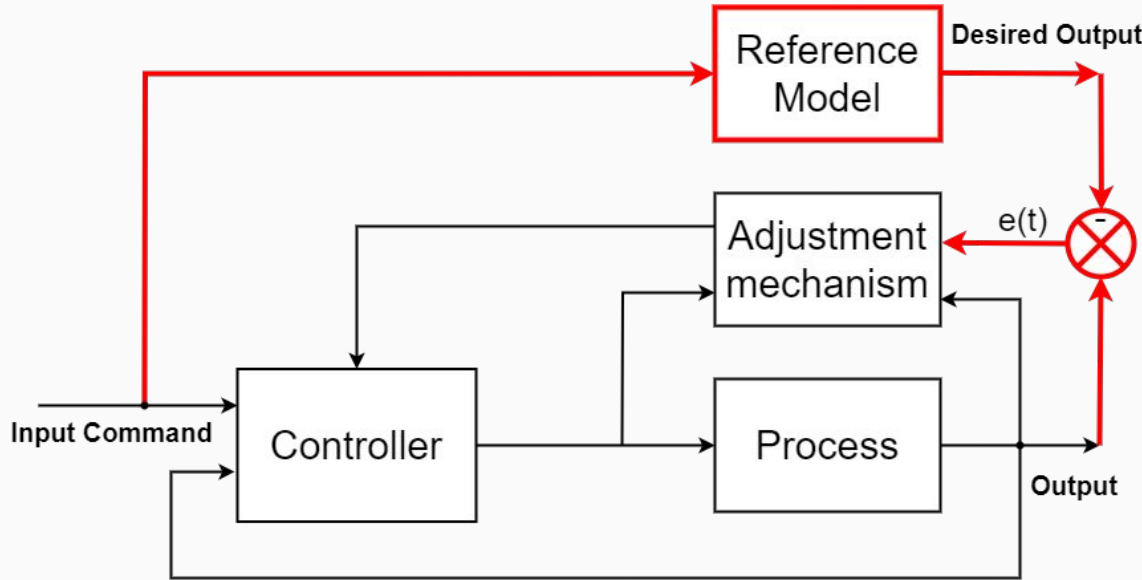 Reference
Model
Desired Output
-
e(t)
Adjustment
mechanism
Input Command
Controller
Process
Output